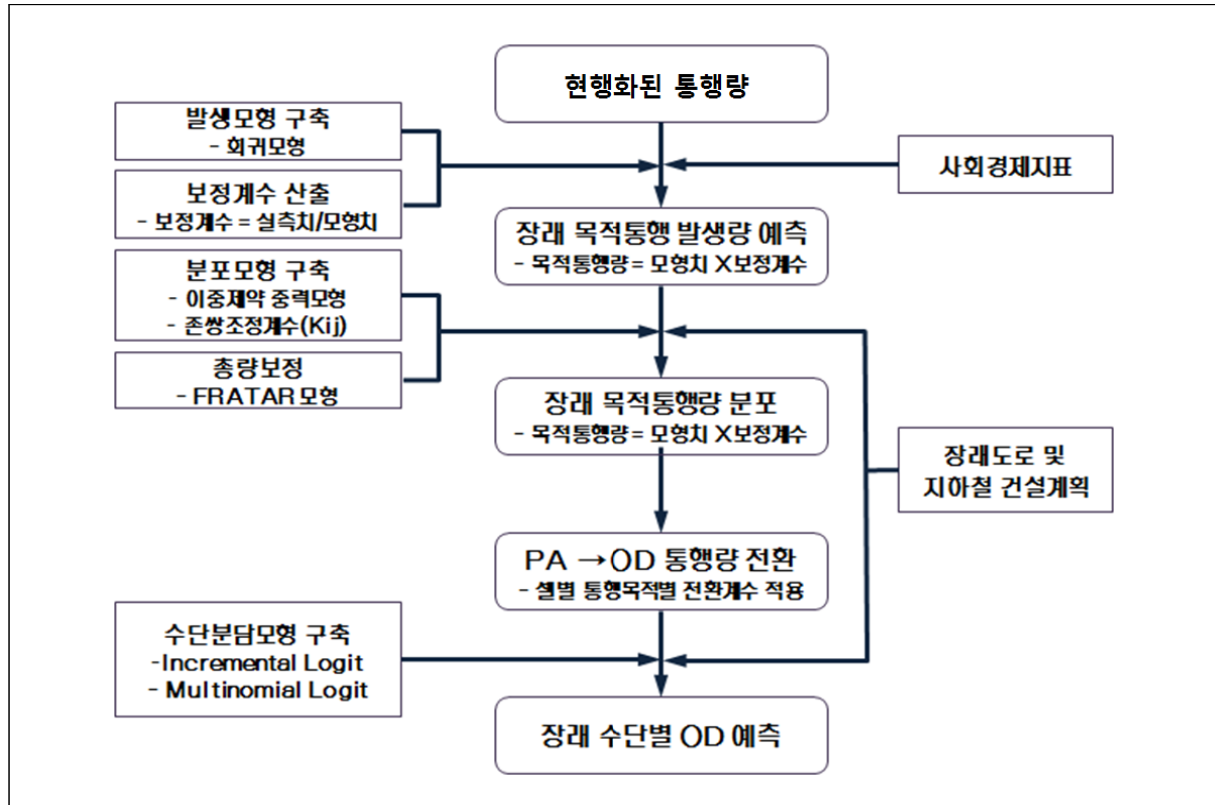 현행화된 통행량
발생모형 구축
- 회귀모형
보정계수 산출
- 보정계수 = 실측치/모형치
사회경제지표
장래 목적통행 발생량 예측
- 목적통행량 = 모형치 X보정계수
분포모형 구축
- 이중제약 중력모형
- 존쌍조정계수(Kij)
총량보정
- FRATAR 모형
장래 목적통행량 분포
- 목적통행량 = 모형치 X보정계수
장래도로 및
지하철 건설계획
PA →OD 통행량 전환
- 셀별 통행목적별 전환계수 적용
수단분담모형 구축
-Incremental Logit
- Multinomial Logit
장래 수단별 OD 예측